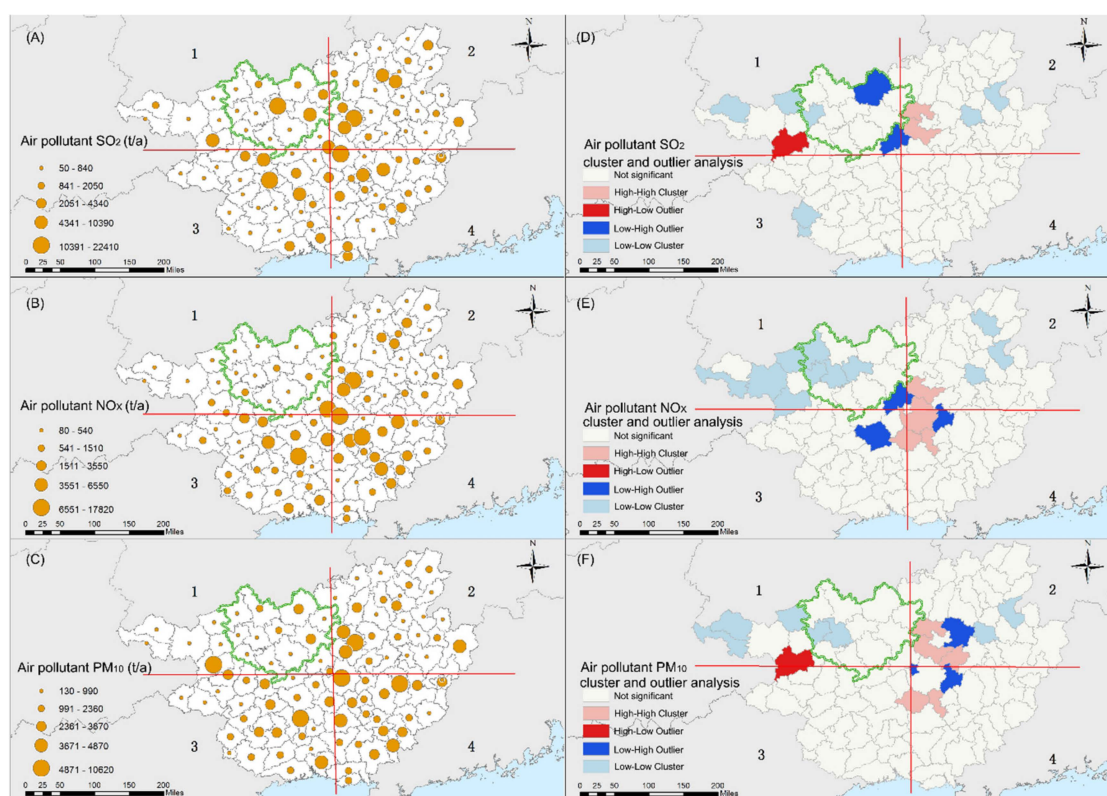 (A)
N
1
2
Air pollutant SO2 (t/a)
50 - 840
841 - 2050
2051 - 4340
4341 - 10390
10391 - 22410
3
4
0 25 50 100 150 200
Miles
(B)
N
1
2
Air pollutant NOx (t/a)
80 - 540
541 - 1510
1511 - 3550
3551 - 6550
6551 - 17820
3
4
0 25 50 100 150 200
Miles
(C)
N
1
2
Air pollutant PM10 (t/a)
130 - 990
991 - 2360
2361 - 3670
3671 - 4870
4871 - 10620
3
4
0 25 50 100 150 200
Miles
(D)
N
1
2
Air pollutant SO2
cluster and outlier analysis
Not significant
High-High Cluster
High-Low Outlier
Low-High Outlier
Low-Low Cluster
3
4
0 25 50 100 150 200
Miles
(E)
N
1
2
Air pollutant NOx
cluster and outlier analysis
Not significant
High-High Cluster
High-Low Outlier
Low-High Outlier
Low-Low Cluster
3
4
0 25 50 100 150 200
Miles
(F)
N
1
2
Air pollutant PM10
cluster and outlier analysis
Not significant
High-High Cluster
High-Low Outlier
Low-High Outlier
Low-Low Cluster
3
4
0 25 50 100 150 200
Miles